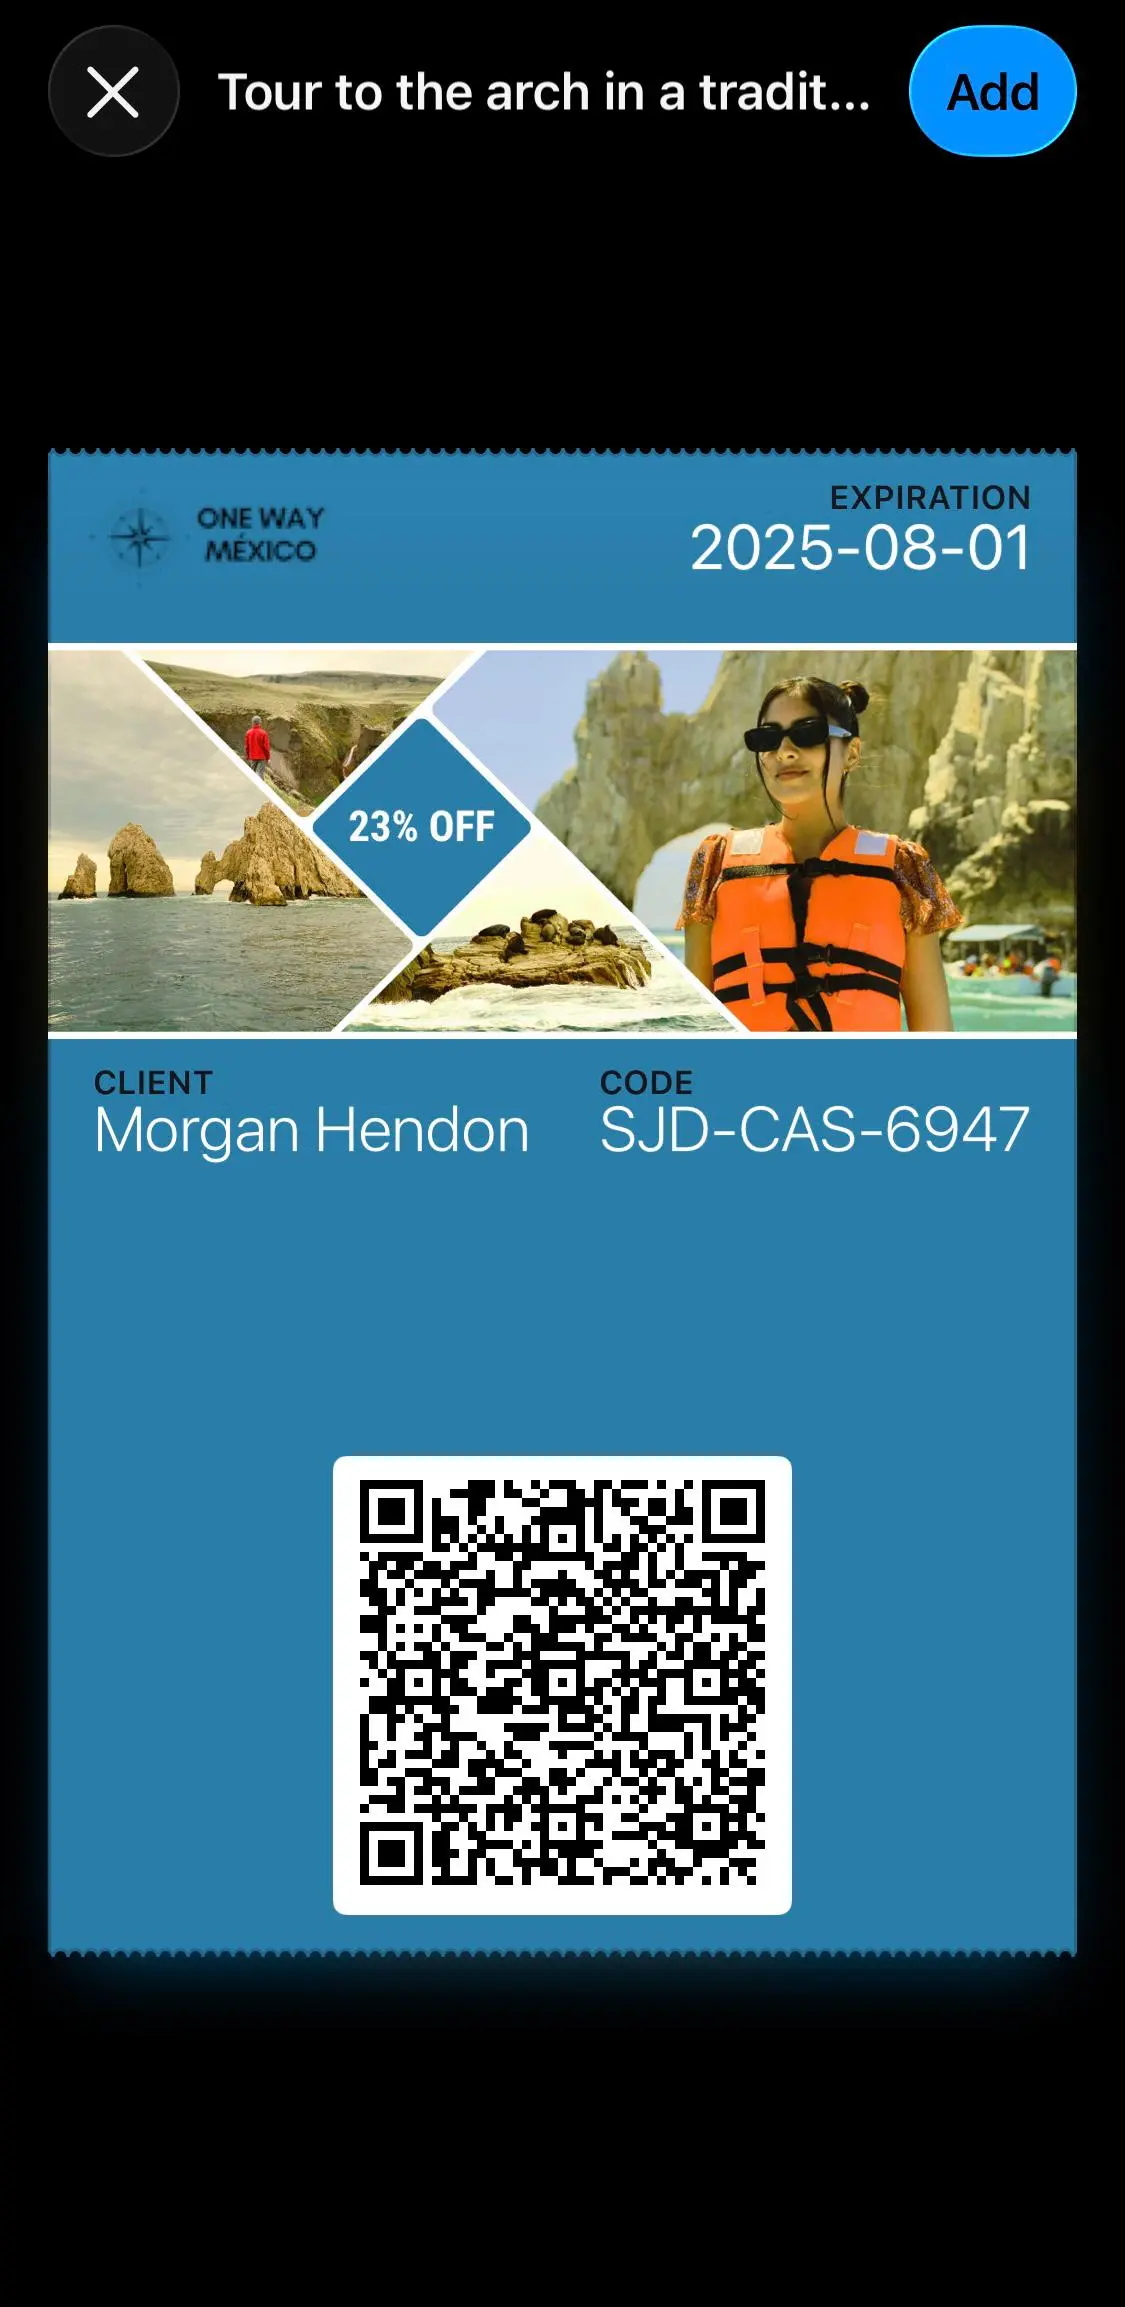 Tour to the arch in a tradit...
Add
ONE WAY
MÉXICO
EXPIRATION
2025-08-01
23% OFF
CLIENT
Morgan Hendon
CODE
SJD-CAS-6947